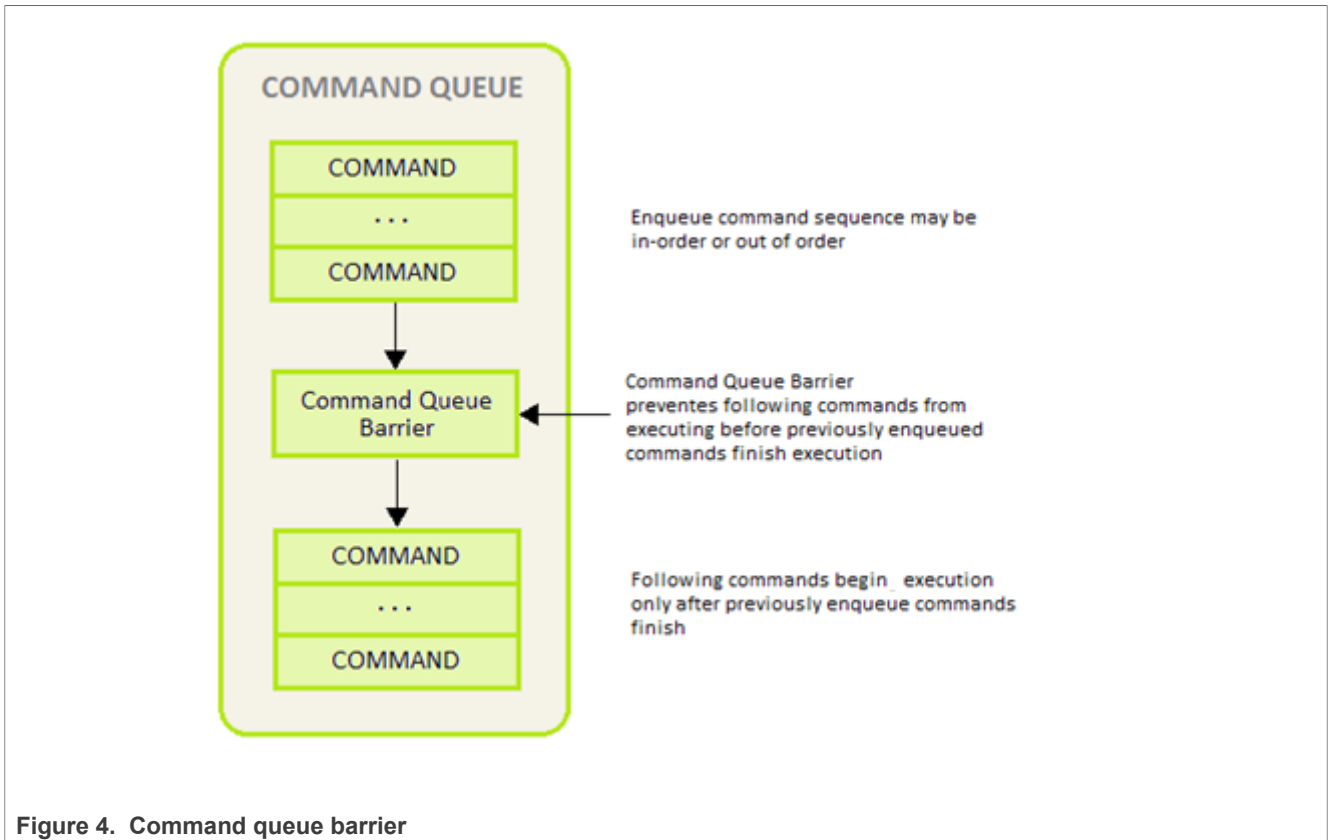 COMMAND QUEUE
COMMAND
...
COMMAND
Enqueue command sequence may be
in-order or out of order
Command Queue
Barrier
Command Queue Barrier
preventes following commands from
executing before previously enqueued
commands finish execution
COMMAND
...
COMMAND
Following commands begin_ execution
only after previously enqueue commands
finish
Figure 4. Command queue barrier